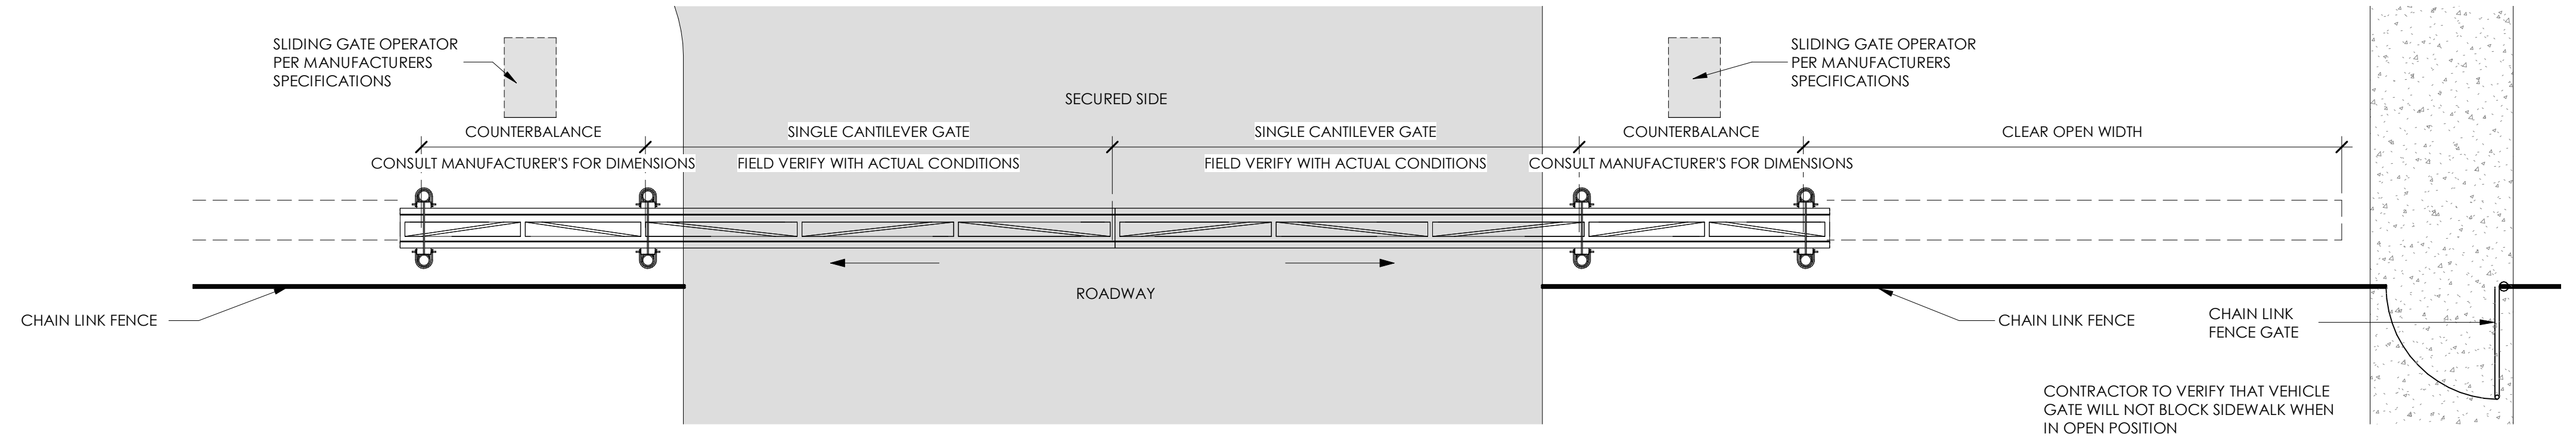 SLIDING GATE OPERATOR
PER MANUFACTURERS
SPECIFICATIONS
SLIDING GATE OPERATOR
PER MANUFACTURERS
SPECIFICATIONS
SECURED SIDE
COUNTERBALANCE
SINGLE CANTILEVER GATE
SINGLE CANTILEVER GATE
COUNTERBALANCE
CLEAR OPEN WIDTH
CONSULT MANUFACTURER'S FOR DIMENSIONS
FIELD VERIFY WITH ACTUAL CONDITIONS
FIELD VERIFY WITH ACTUAL CONDITIONS
CONSULT MANUFACTURER'S FOR DIMENSIONS
ROADWAY
CHAIN LINK FENCE
CHAIN LINK FENCE
CHAIN LINK
FENCE GATE
CONTRACTOR TO VERIFY THAT VEHICLE
GATE WILL NOT BLOCK SIDEWALK WHEN
IN OPEN POSITION